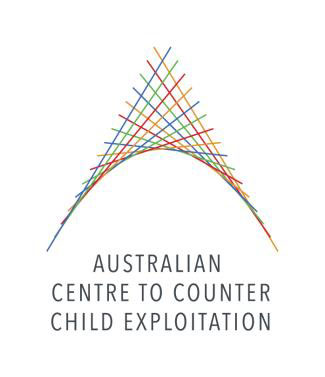 AUSTRALIAN
CENTRE TO COUNTER
CHILD EXPLOITATION